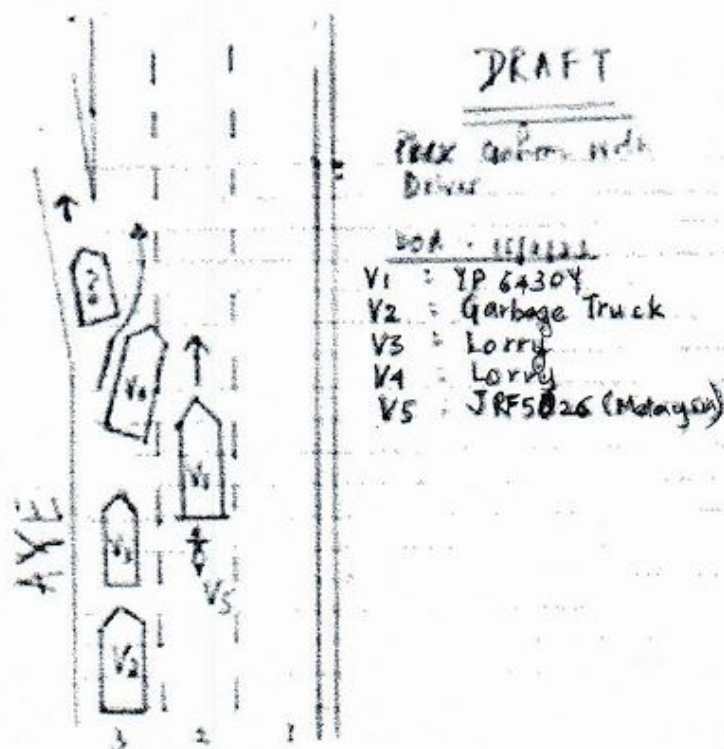 DRAFT
Driver
V1 : YP 6430Y
V2 : Garbage Truck
V3 : Lorry
V4 : Lorry
V5 : JRF5026 (Malaysia)
??
V4
V1
V3
V5
V2
AYE
3 2 1